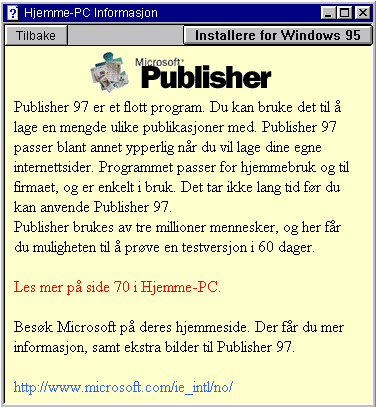 Hjemme-PC Informasjon
Tilbake
Installere for Windows 95
Microsoft
Publisher
Publisher 97 er et flott program. Du kan bruke det til å
lage en mengde ulike publikasjoner med. Publisher 97
passer blant annet ypperlig når du vil lage dine egne
internettsider. Programmet passer for hjemmebruk og til
firmaet, og er enkelt i bruk. Det tar ikke lang tid før du
kan anvende Publisher 97.
Publisher brukes av tre millioner mennesker, og her får
du muligheten til å prøve en testversjon i 60 dager.
Les mer på side 70 i Hjemme-PC.
Besøk Microsoft på deres hjemmeside. Der får du mer
informasjon, samt ekstra bilder til Publisher 97.
http://www.microsoft.com/ie_intl/no/